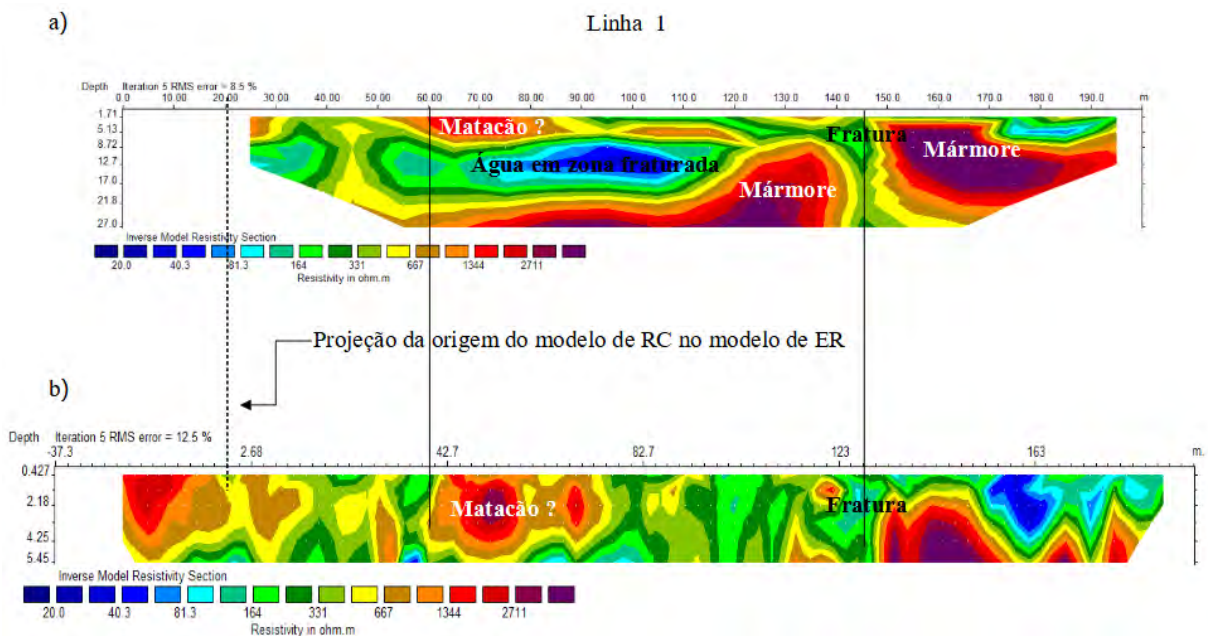 a)
Linha 1
Depth Iteration 5 RMS error = 8.5 %
0.0 10.00 20.00 30.00 40.00 50.00 60.00 70.00 80.00 90.00 100.0 110.0 120.0 130.0 140.0 150.0 160.0 170.0 180.0 190.0 m
1.71
5.13
8.72
12.7
17.0
21.8
27.0
Matacão ?
Fratura
Mármore
Água em zona fraturada
Mármore
Inverse Model Resistivity Section
20.0 40.3 81.3 164 331 667 1344 2711
Resistivity in ohm.m
Projeção da origem do modelo de RC no modelo de ER
b)
Depth Iteration 5 RMS error = 12.5 %
-37.3 2.68 42.7 82.7 123 163 m.
0.427
2.18
4.25
5.45
Matacão ?
Fratura
Inverse Model Resistivity Section
20.0 40.3 81.3 164 331 667 1344 2711
Resistivity in ohm.m